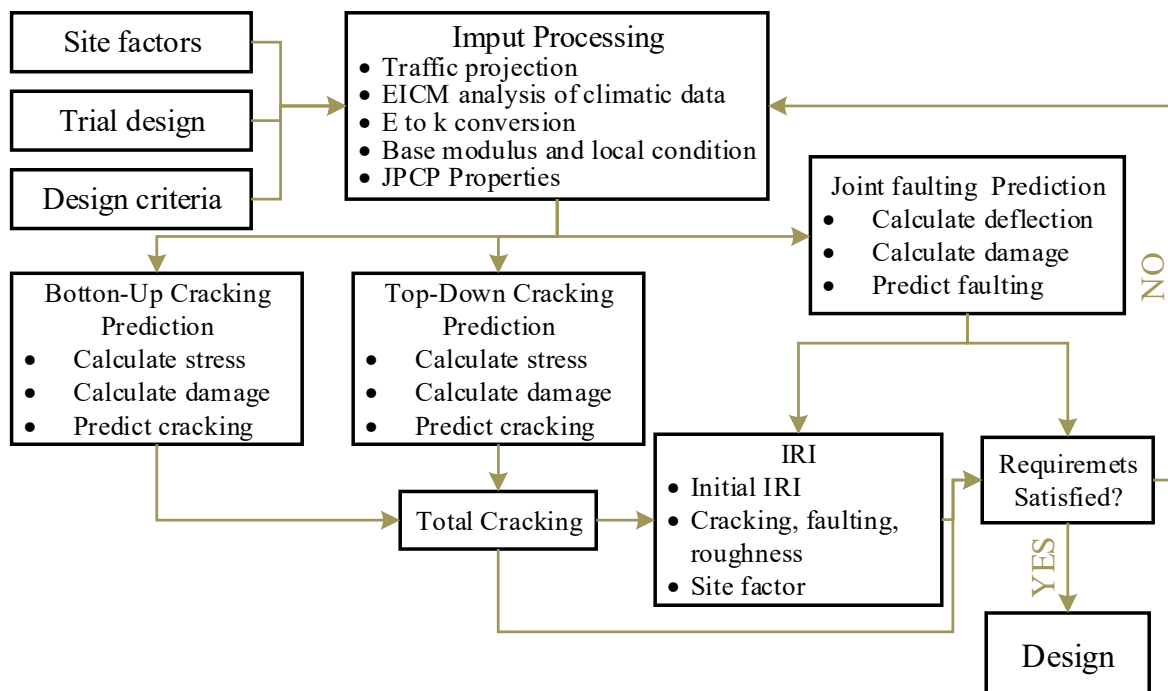 Site factors
Trial design
Design criteria
Imput Processing
• Traffic projection
• EICM analysis of climatic data
• E to k conversion
• Base modulus and local condition
• JPCP Properties
Joint faulting Prediction
• Calculate deflection
• Calculate damage
• Predict faulting
NO
Botton-Up Cracking
Prediction
• Calculate stress
• Calculate damage
• Predict cracking
Top-Down Cracking
Prediction
• Calculate stress
• Calculate damage
• Predict cracking
Total Cracking
IRI
• Initial IRI
• Cracking, faulting,
roughness
• Site factor
Requiremets
Satisfied?
YES
Design